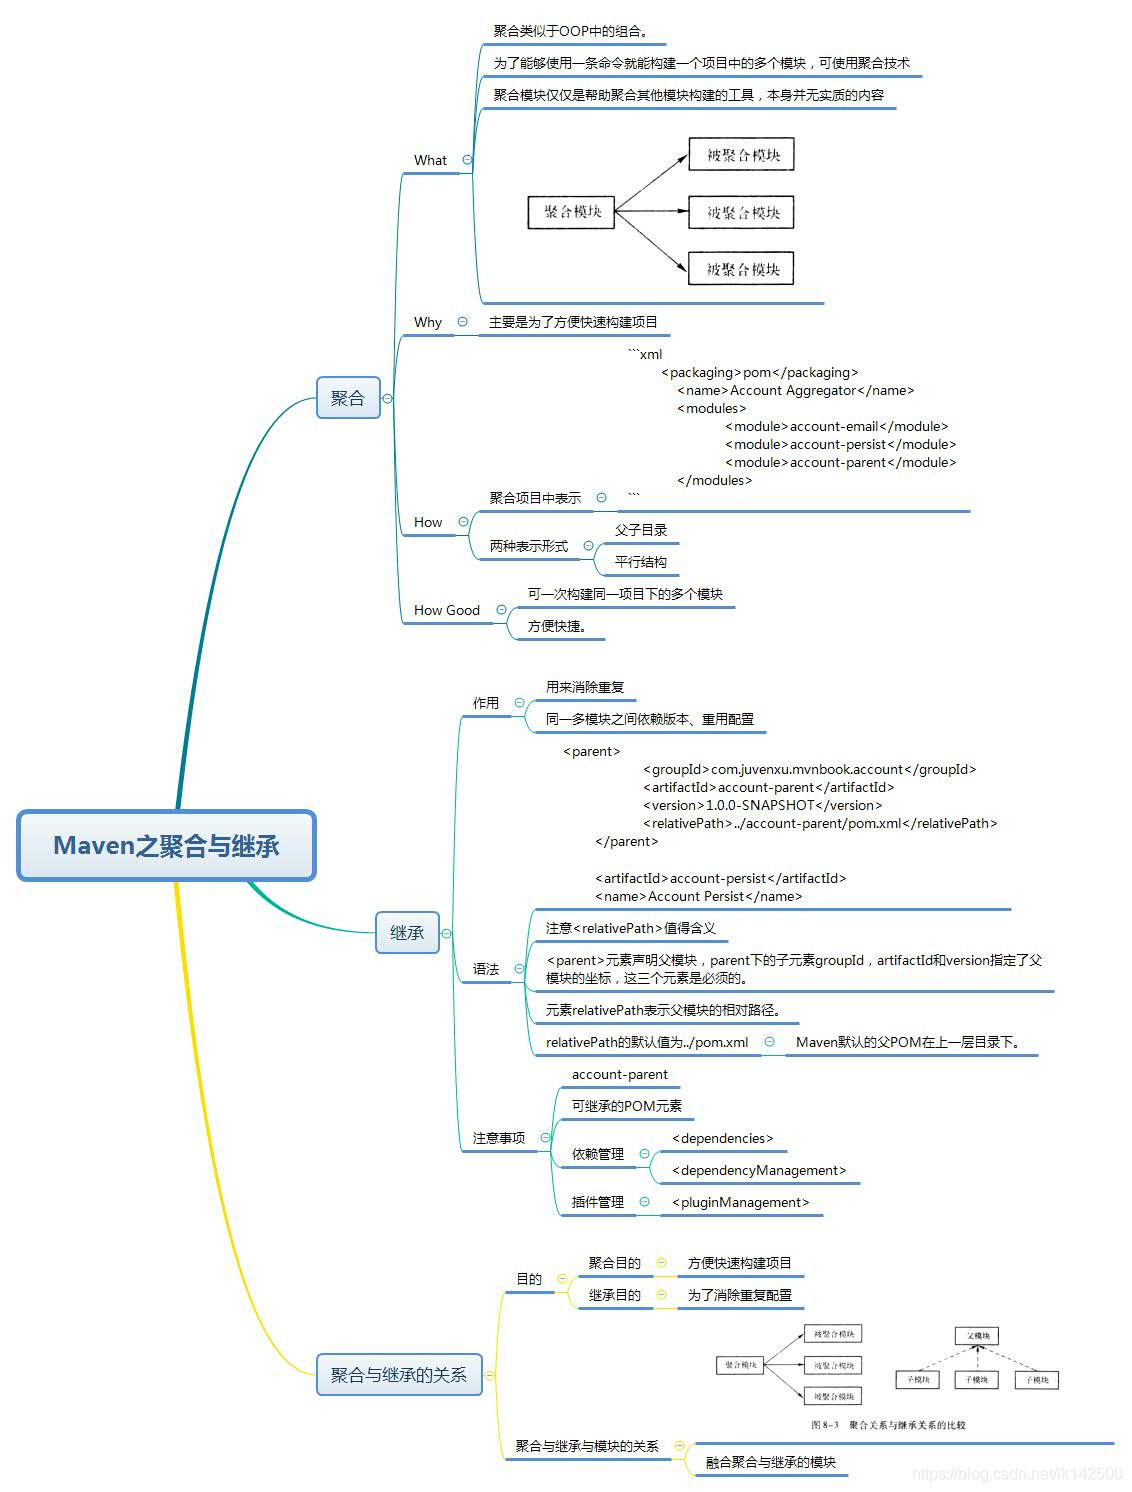 聚合类似于OOP中的组合。
为了能够使用一条命令就能构建一个项目中的多个模块，可使用聚合技术
聚合模块仅仅是帮助聚合其他模块构建的工具，本身并无实质的内容
What
聚合模块
被聚合模块
被聚合模块
被聚合模块
Why
主要是为了方便快速构建项目
聚合
```xml
<packaging>pom</packaging>
<name>Account Aggregator</name>
<modules>
<module>account-email</module>
<module>account-persist</module>
<module>account-parent</module>
</modules>
```
聚合项目中表示
How
两种表示形式
父子目录
平行结构
How Good
可一次构建同一项目下的多个模块
方便快捷。
作用
用来消除重复
同一多模块之间依赖版本、重用配置
<parent>
<groupId>com.juvenxu.mvnbook.account</groupId>
<artifactId>account-parent</artifactId>
<version>1.0.0-SNAPSHOT</version>
<relativePath>../account-parent/pom.xml</relativePath>
</parent>
<artifactId>account-persist</artifactId>
<name>Account Persist</name>
Maven之聚合与继承
继承
语法
注意<relativePath>值得含义
<parent>元素声明父模块，parent下的子元素groupId，artifactId和version指定了父
模块的坐标，这三个元素是必须的。
元素relativePath表示父模块的相对路径。
relativePath的默认值为../pom.xml
Maven默认的父POM在上一层目录下。
注意事项
account-parent
可继承的POM元素
依赖管理
<dependencies>
<dependencyManagement>
插件管理
<pluginManagement>
聚合与继承的关系
目的
聚合目的
方便快速构建项目
继承目的
为了消除重复配置
聚合模块
被聚合模块
被聚合模块
被聚合模块
父模块
子模块
子模块
子模块
图 8-3 聚合关系与继承关系的比较
聚合与继承与模块的关系
融合聚合与继承的模块
https://blog.csdn.net/lk142500